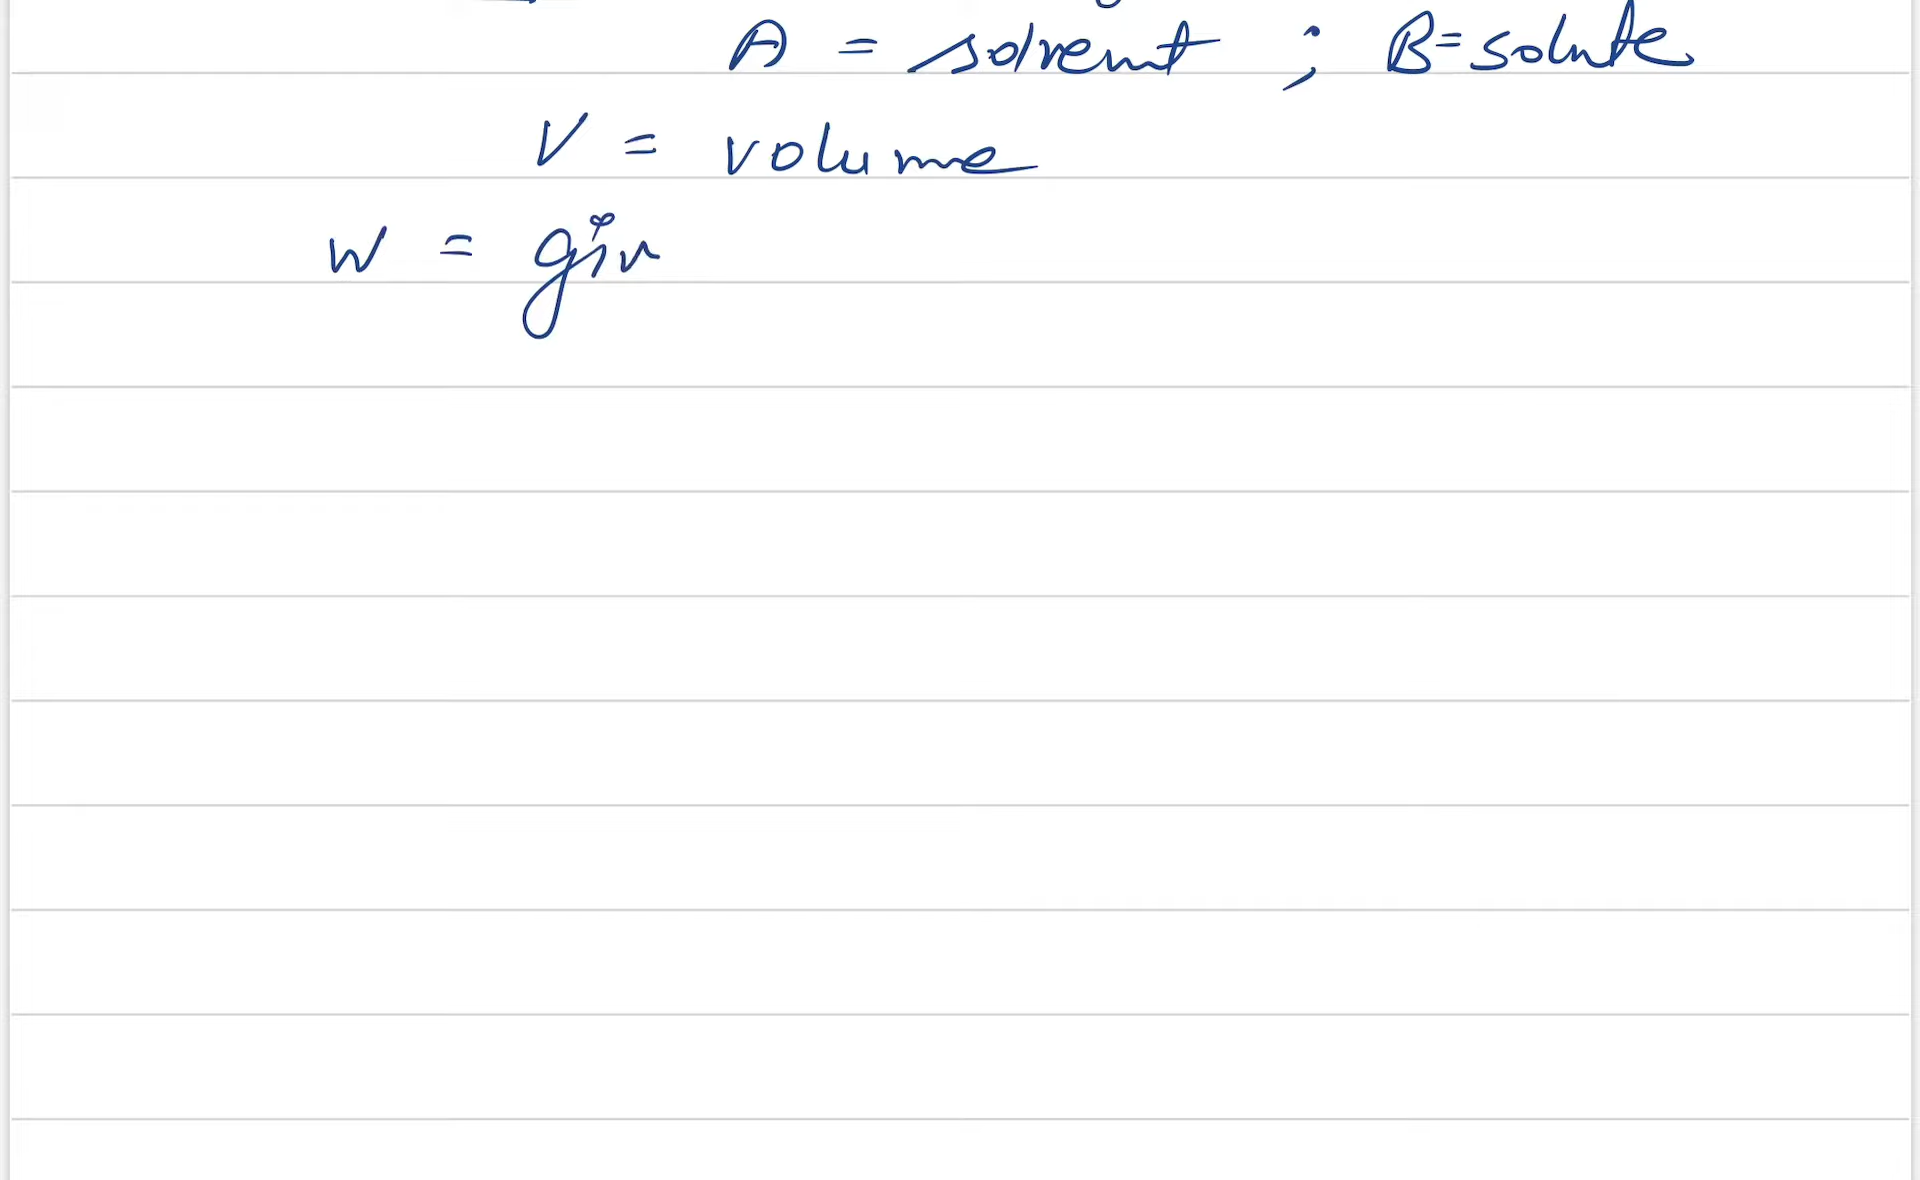 A = solvent ; B=solute
V = volume
W = giv